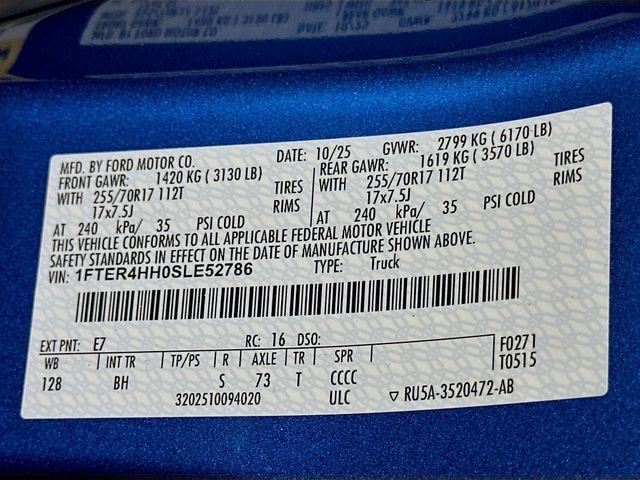 MFD. BY FORD MOTOR CO.
DATE: 10/25 GVWR: 2799 KG ( 6170 LB)
FRONT GAWR: 1420 KG ( 3130 LB)
REAR GAWR: 1619 KG ( 3570 LB)
WITH 255/70R17 112T TIRES
WITH 255/70R17 112T TIRES
17x7.5J RIMS
17x7.5J RIMS
AT 240 kPa/ 35 PSI COLD
AT 240 kPa/ 35 PSI COLD
THIS VEHICLE CONFORMS TO ALL APPLICABLE FEDERAL MOTOR VEHICLE
SAFETY STANDARDS IN EFFECT ON THE DATE OF MANUFACTURE SHOWN ABOVE.
VIN: 1FTER4HH0SLE52786 TYPE: Truck
EXT PNT: E7 RC: 16 DSO: F0271
WB INT TR TP/PS R AXLE TR SPR T0515
128 BH S 73 T CCCC
3202510094020 ULC ▽ RU5A-3520472-AB